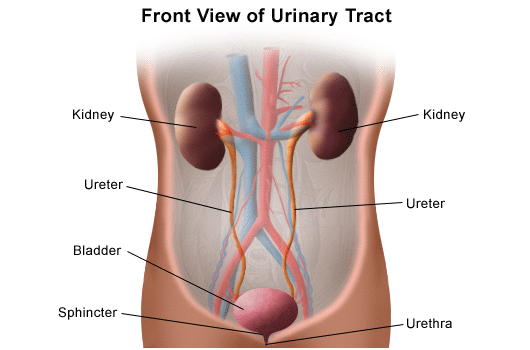 Front View of Urinary Tract
Kidney
Kidney
Ureter
Ureter
Bladder
Sphincter
Urethra